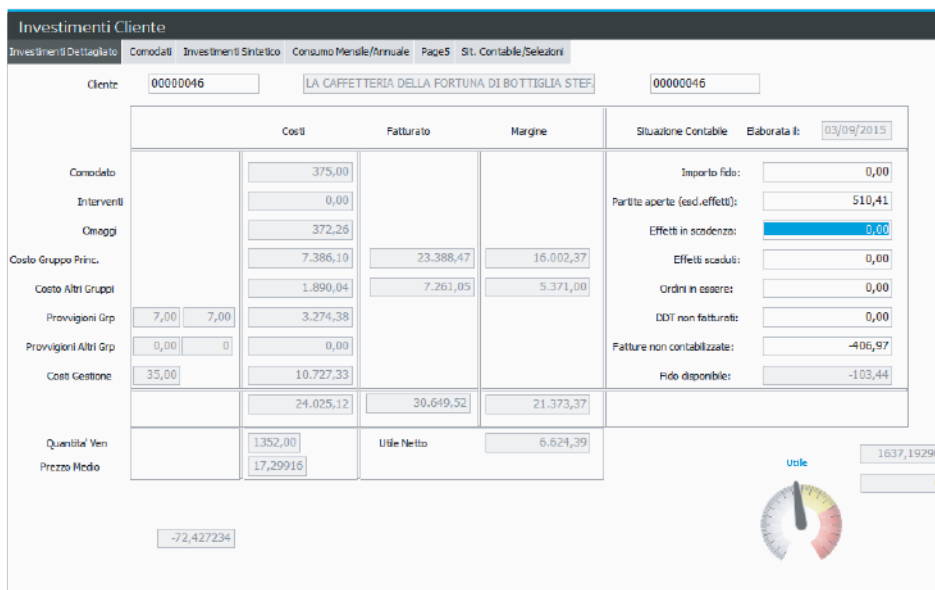 Investimenti Cliente
Investimenti Dettagliato Comodati Investimenti Sintetico Consumo Mensile/Annuale Page5 Sit. Contabile/Selezioni
Cliente 00000046 LA CAFFETTERIA DELLA FORTUNA DI BOTTIGLIA STEF. 00000046
Costi Fatturato Margine Situazione Contabile Elaborata il: 03/09/2015
Comodato 375,00 Importo fido: 0,00
Interventi 0,00 Partite aperte (escl.effetti): 510,41
Omaggi 372,26 Effetti in scadenza: 0,00
Costo Gruppo Princ. 7.386,10 23.388,47 16.002,37 Effetti scaduti: 0,00
Costo Altri Gruppi 1.890,04 7.261,05 5.371,00 Ordini in essere: 0,00
Provvigioni Grp 7,00 7,00 3.274,38 DDT non fatturati: 0,00
Provvigioni Altri Grp 0,00 0 0,00 Fatture non contabilizzate: -406,97
Costi Gestione 35,00 10.727,33 Fido disponibile: -103,44
24.025,12 30.649,52 21.373,37
Quantita' Ven 1352,00 Utile Netto 6.624,39
Prezzo Medio 17,29916
Utile 1637,1929
-72,427234